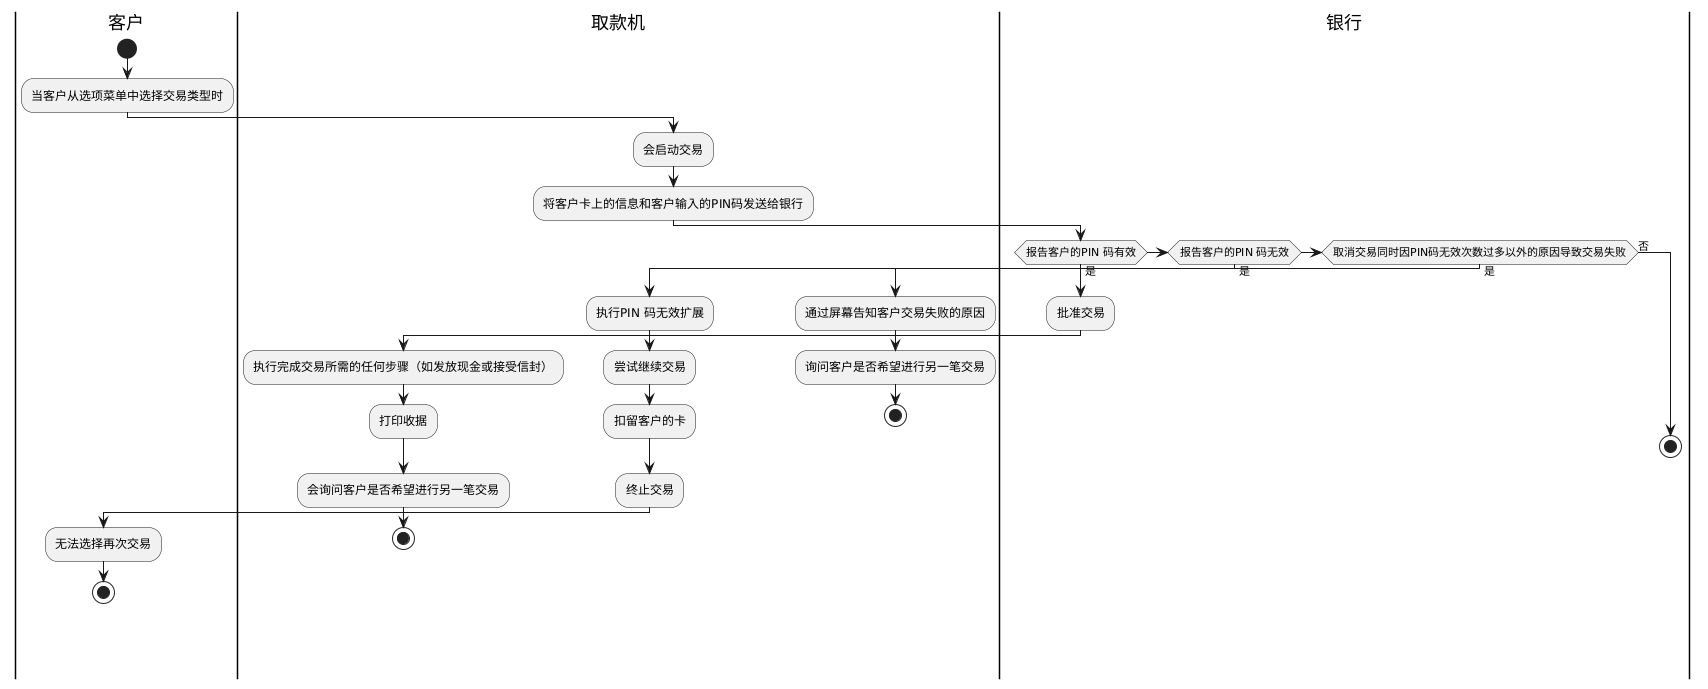 客户
取款机
银行
当客户从选项菜单中选择交易类型时
会启动交易
将客户卡上的信息和客户输入的PIN码发送给银行
报告客户的PIN 码有效
报告客户的PIN 码无效
取消交易同时因PIN码无效次数过多以外的原因导致交易失败
否
是
是
是
执行PIN 码无效扩展
通过屏幕告知客户交易失败的原因
批准交易
执行完成交易所需的任何步骤（如发放现金或接受信封）
尝试继续交易
询问客户是否希望进行另一笔交易
打印收据
扣留客户的卡
会询问客户是否希望进行另一笔交易
终止交易
无法选择再次交易